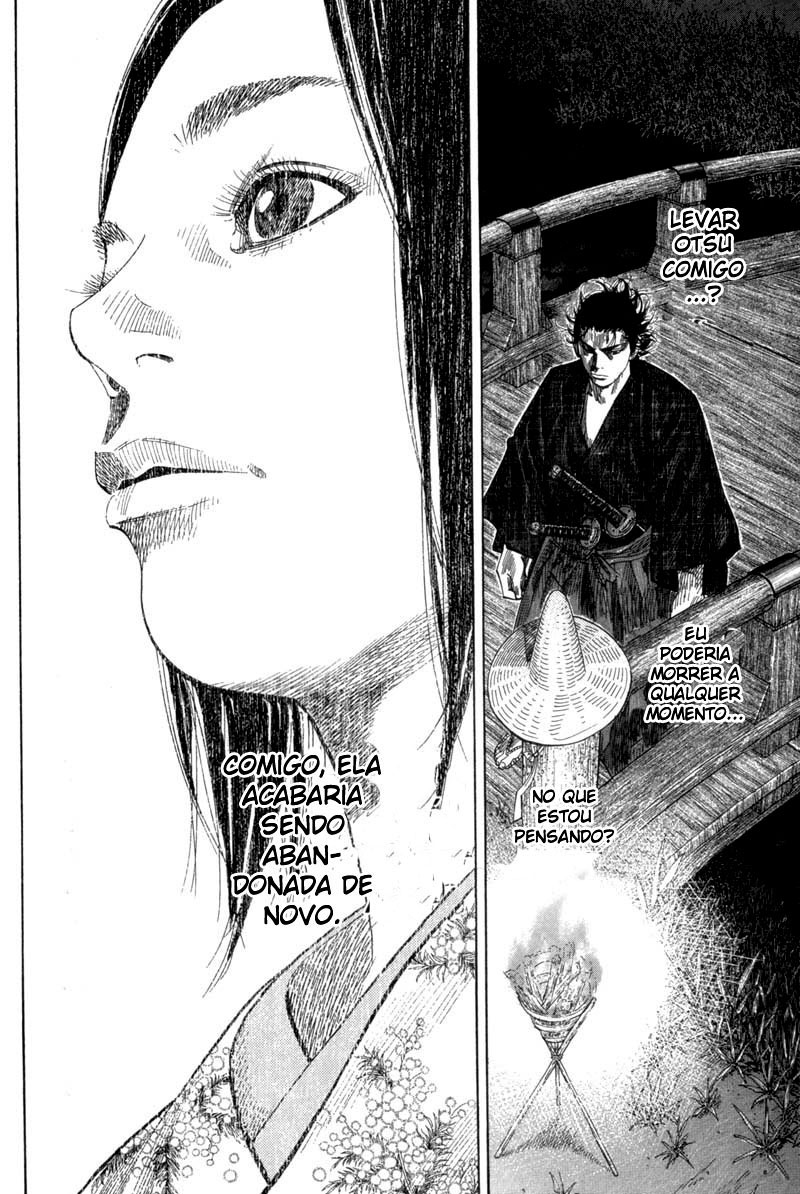 LEVAR
OTSU
COMIGO
...?
EU
PODERIA
MORRER A
QUALQUER
MOMENTO...
NO QUE
ESTOU
PENSANDO?
COMIGO, ELA
ACABARIA
SENDO
ABAN-
DONADA DE
NOVO.